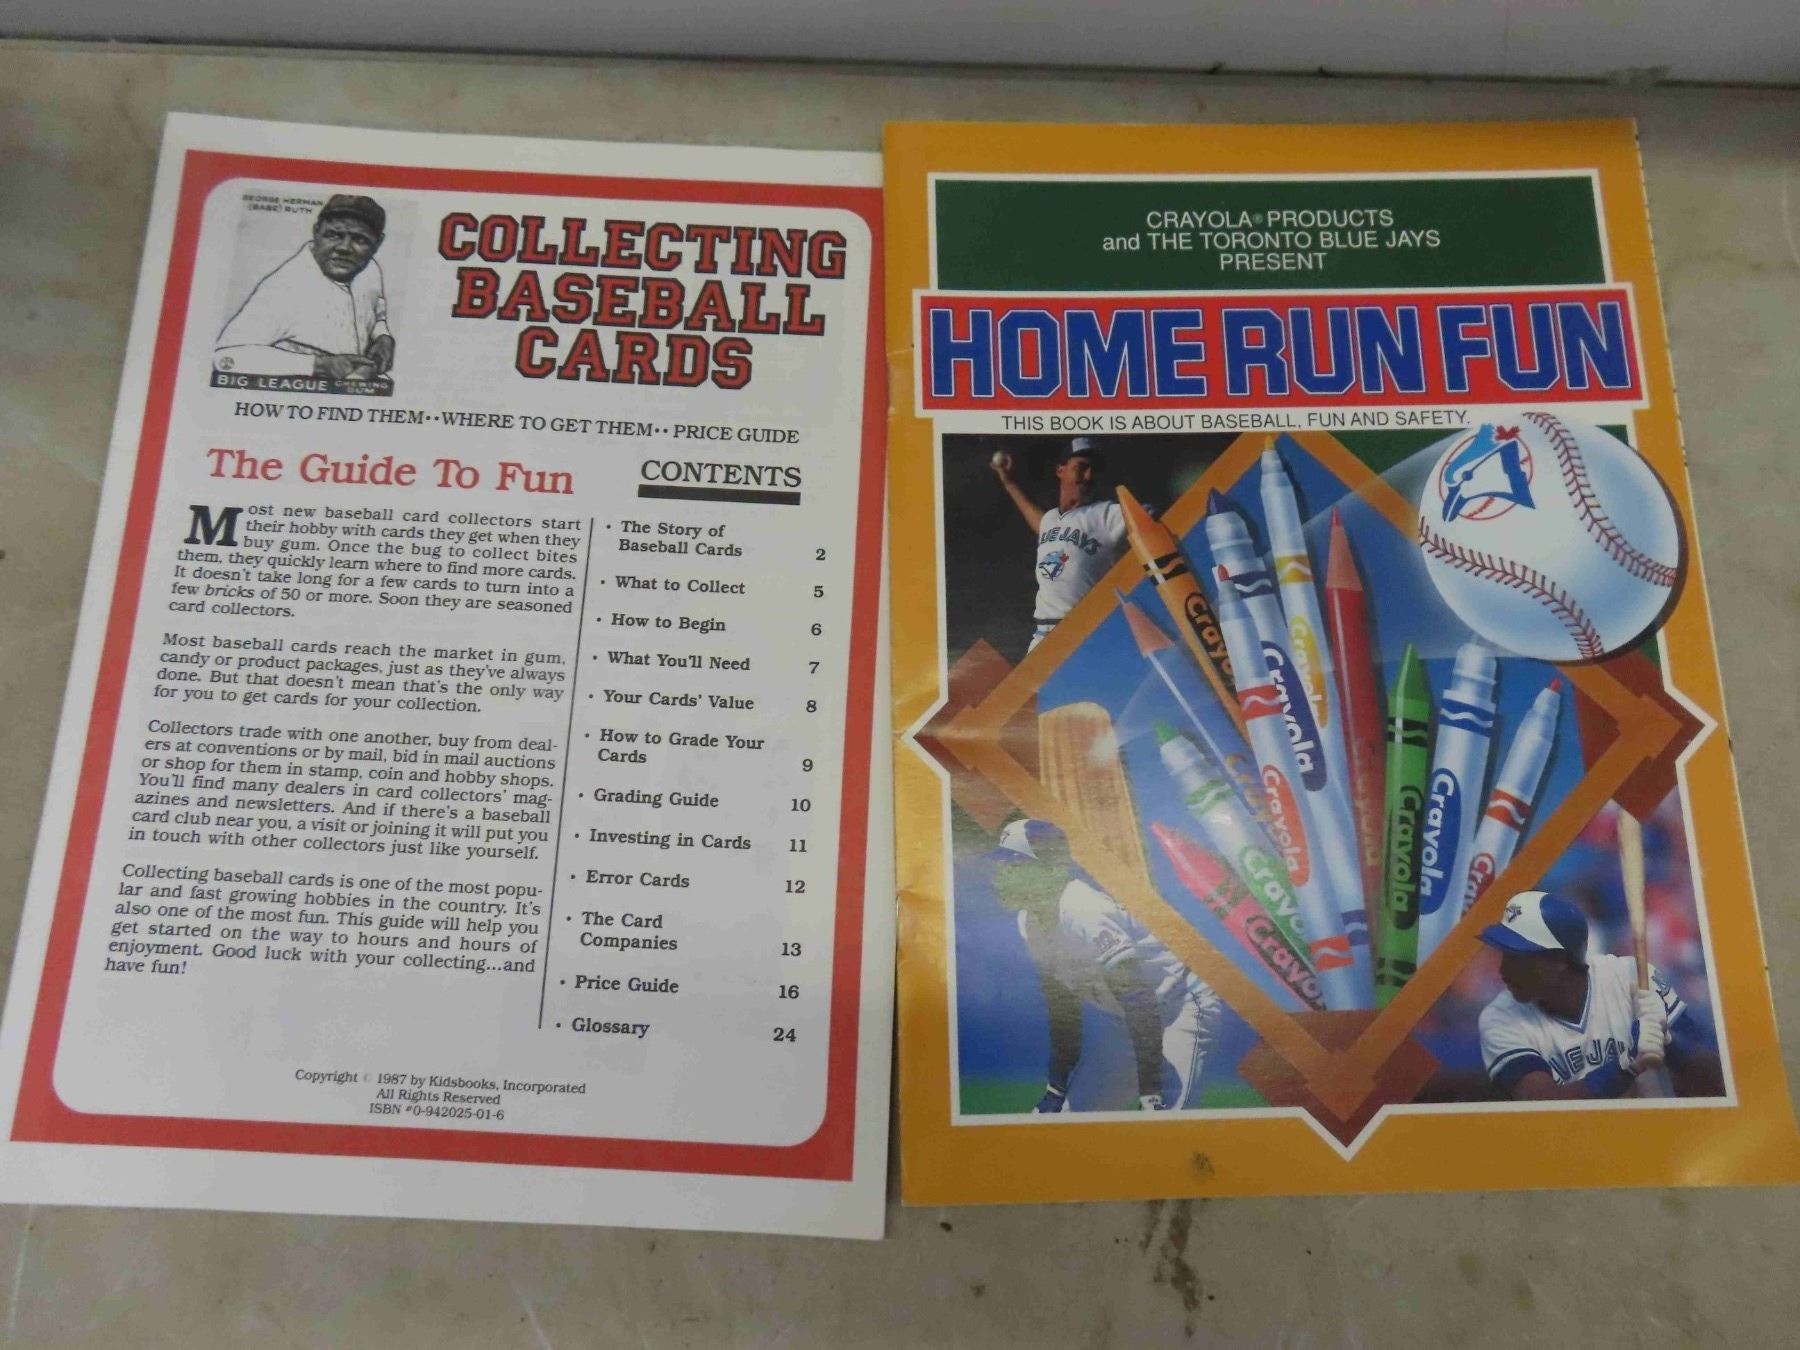 GEORGE HERMAN
(BABE) RUTH
BIG LEAGUE CHEWING GUM
COLLECTING
BASEBALL
CARDS
HOW TO FIND THEM··WHERE TO GET THEM··PRICE GUIDE
The Guide To Fun
Most new baseball card collectors start
their hobby with cards they get when they
buy gum. Once the bug to collect bites
them, they quickly learn where to find more cards.
It doesn't take long for a few cards to turn into a
few bricks of 50 or more. Soon they are seasoned
card collectors.
Most baseball cards reach the market in gum,
candy or product packages, just as they've always
done. But that doesn't mean that's the only way
for you to get cards for your collection.
Collectors trade with one another, buy from deal-
ers at conventions or by mail, bid in mail auctions
or shop for them in stamp, coin and hobby shops.
You'll find many dealers in card collectors' mag-
azines and newsletters. And if there's a baseball
card club near you, a visit or joining it will put you
in touch with other collectors just like yourself.
Collecting baseball cards is one of the most popu-
lar and fast growing hobbies in the country. It's
also one of the most fun. This guide will help you
get started on the way to hours and hours of
enjoyment. Good luck with your collecting...and
have fun!
CONTENTS
· The Story of
Baseball Cards 2
· What to Collect 5
· How to Begin 6
· What You'll Need 7
· Your Cards' Value 8
· How to Grade Your
Cards 9
· Grading Guide 10
· Investing in Cards 11
· Error Cards 12
· The Card
Companies 13
· Price Guide 16
· Glossary 24
Copyright © 1987 by Kidsbooks, Incorporated
All Rights Reserved
ISBN #0-942025-01-6
CRAYOLA® PRODUCTS
and THE TORONTO BLUE JAYS
PRESENT
HOME RUN FUN
THIS BOOK IS ABOUT BASEBALL, FUN AND SAFETY.
UE JAYS
Crayo
Crayola
Crayol
Crayola
Crayola
Crayola
Cra
Crayo
Crayo
UE JA